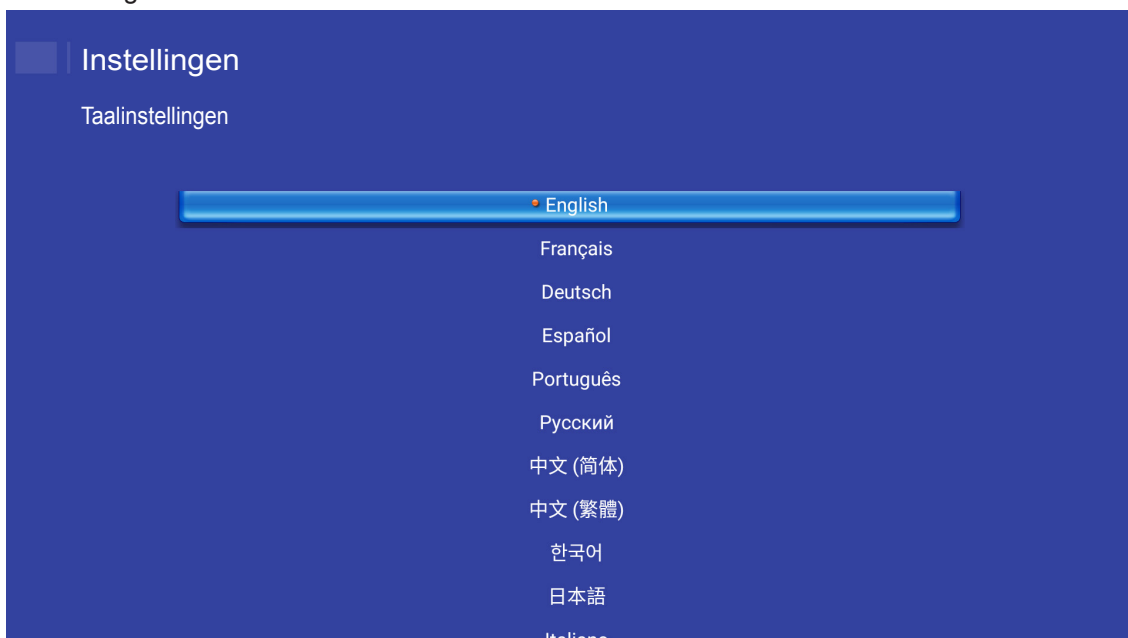 Instellingen
Taalinstellingen
English
Français
Deutsch
Español
Português
Русский
中文 (简体)
中文 (繁體)
한국어
日本語